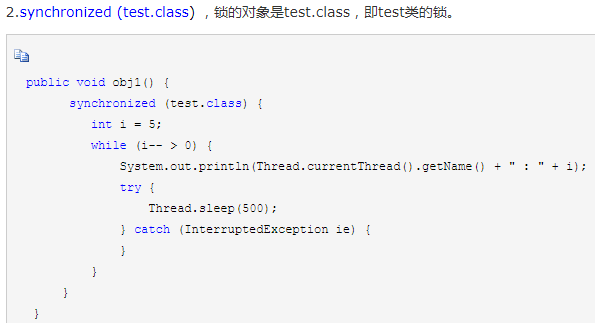 2.synchronized (test.class) ，锁的对象是test.class，即test类的锁。
public void obj1() {
synchronized (test.class) {
int i = 5;
while (i-- > 0) {
System.out.println(Thread.currentThread().getName() + " : " + i);
try {
Thread.sleep(500);
} catch (InterruptedException ie) {
}
}
}
}